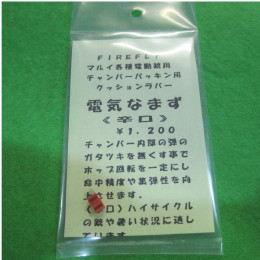 FIREFLY
マルイ各種電動銃用
チャンバーパッキン用
クッションラバー
電気なまず
《辛口》
¥1,200
チャンバー内部の弾の
ガタツキを無くす事で
ホップ回転を一定にし
命中精度や集弾性を向
上させます。
《辛口》ハイサイクル
の銃や暑い状況に適し
ています。